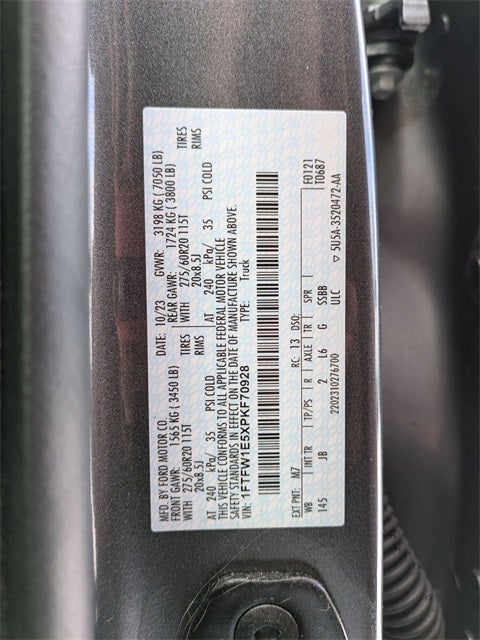 MFD. BY FORD MOTOR CO.
DATE: 10/23 GVWR: 3198 KG ( 7050 LB)
FRONT GAWR: 1565 KG ( 3450 LB) REAR GAWR: 1724 KG ( 3800 LB)
WITH 275/60R20 115T TIRES WITH 275/60R20 115T TIRES
20x8.5J RIMS 20x8.5J RIMS
AT 240 kPa/ 35 PSI COLD AT 240 kPa/ 35 PSI COLD
THIS VEHICLE CONFORMS TO ALL APPLICABLE FEDERAL MOTOR VEHICLE
SAFETY STANDARDS IN EFFECT ON THE DATE OF MANUFACTURE SHOWN ABOVE.
VIN: 1FTFW1E5XPKF70928 TYPE: Truck
EXT PNT: M7 RC: 13 DSO: F0121
WB INT TR TP/PS R AXLE TR SPR T0687
145 JB 2 L6 G SSBB
ULC
2202310276700 ▽ 5U5A-3520472-AA